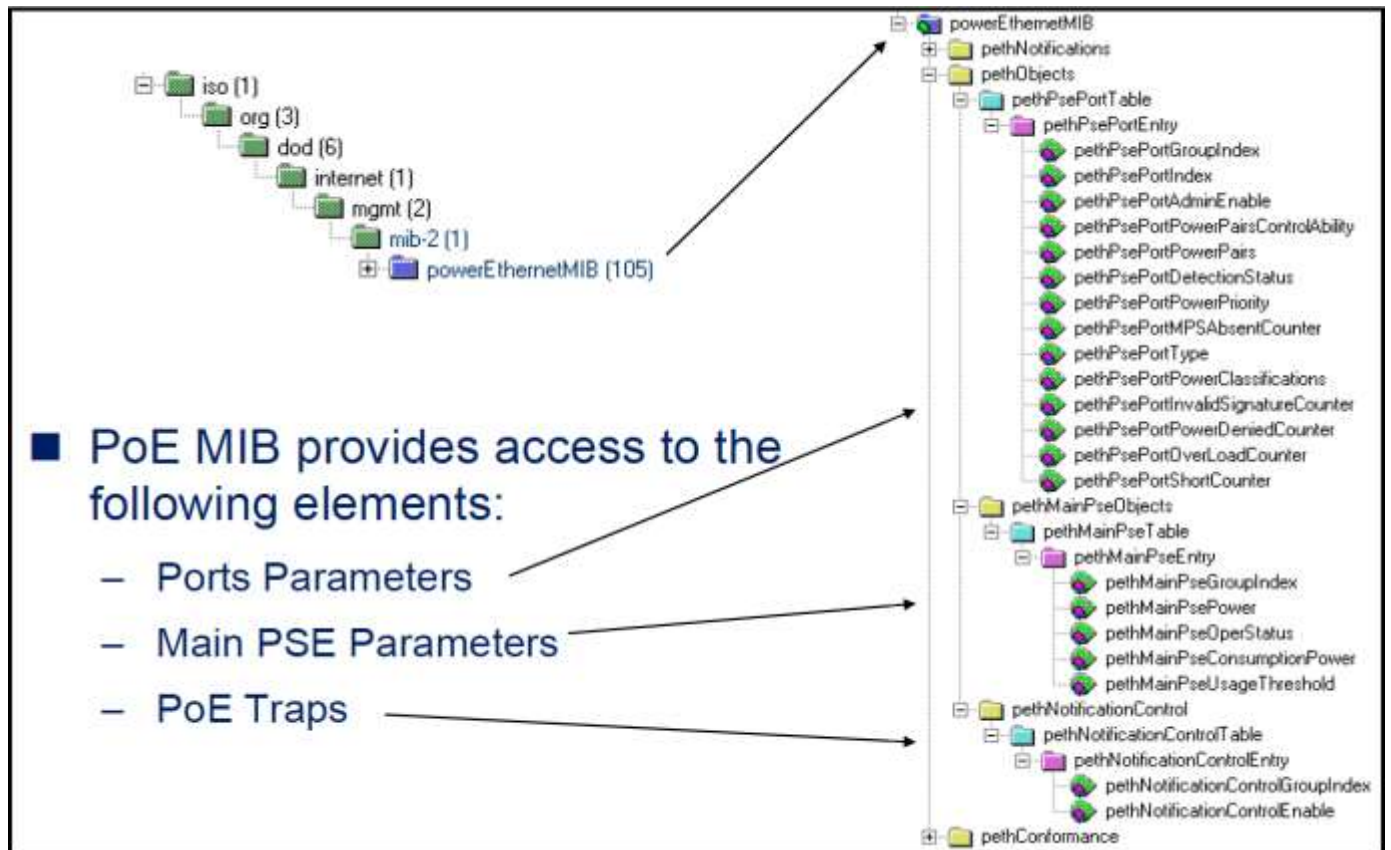 iso (1)
org (3)
dod (6)
internet (1)
mgmt (2)
mib-2 (1)
powerEthernetMIB (105)
■ PoE MIB provides access to the
following elements:
– Ports Parameters
– Main PSE Parameters
– PoE Traps
powerEthernetMIB
pethNotifications
pethObjects
pethPsePortTable
pethPsePortEntry
pethPsePortGroupIndex
pethPsePortIndex
pethPsePortAdminEnable
pethPsePortPowerPairsControlAbility
pethPsePortPowerPairs
pethPsePortDetectionStatus
pethPsePortPowerPriority
pethPsePortMPSAbsentCounter
pethPsePortType
pethPsePortPowerClassifications
pethPsePortInvalidSignatureCounter
pethPsePortPowerDeniedCounter
pethPsePortOverLoadCounter
pethPsePortShortCounter
pethMainPseObjects
pethMainPseTable
pethMainPseEntry
pethMainPseGroupIndex
pethMainPsePower
pethMainPseOperStatus
pethMainPseConsumptionPower
pethMainPseUsageThreshold
pethNotificationControl
pethNotificationControlTable
pethNotificationControlEntry
pethNotificationControlGroupIndex
pethNotificationControlEnable
pethConformance